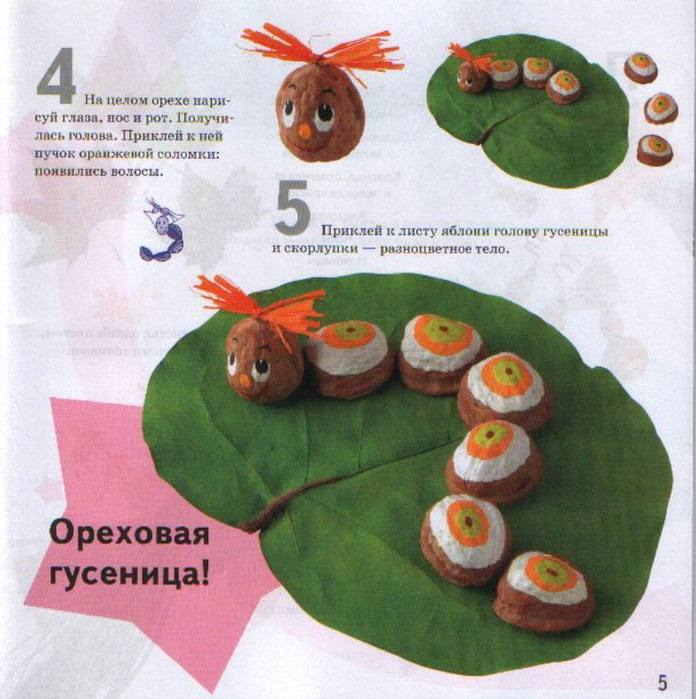 4
На целом орехе нари-
суй глаза, нос и рот. Получи-
лась голова. Приклей к ней
пучок оранжевой соломки:
появились волосы.
5
Приклей к листу яблони голову гусеницы
и скорлупки — разноцветное тело.
Ореховая
гусеница!
5